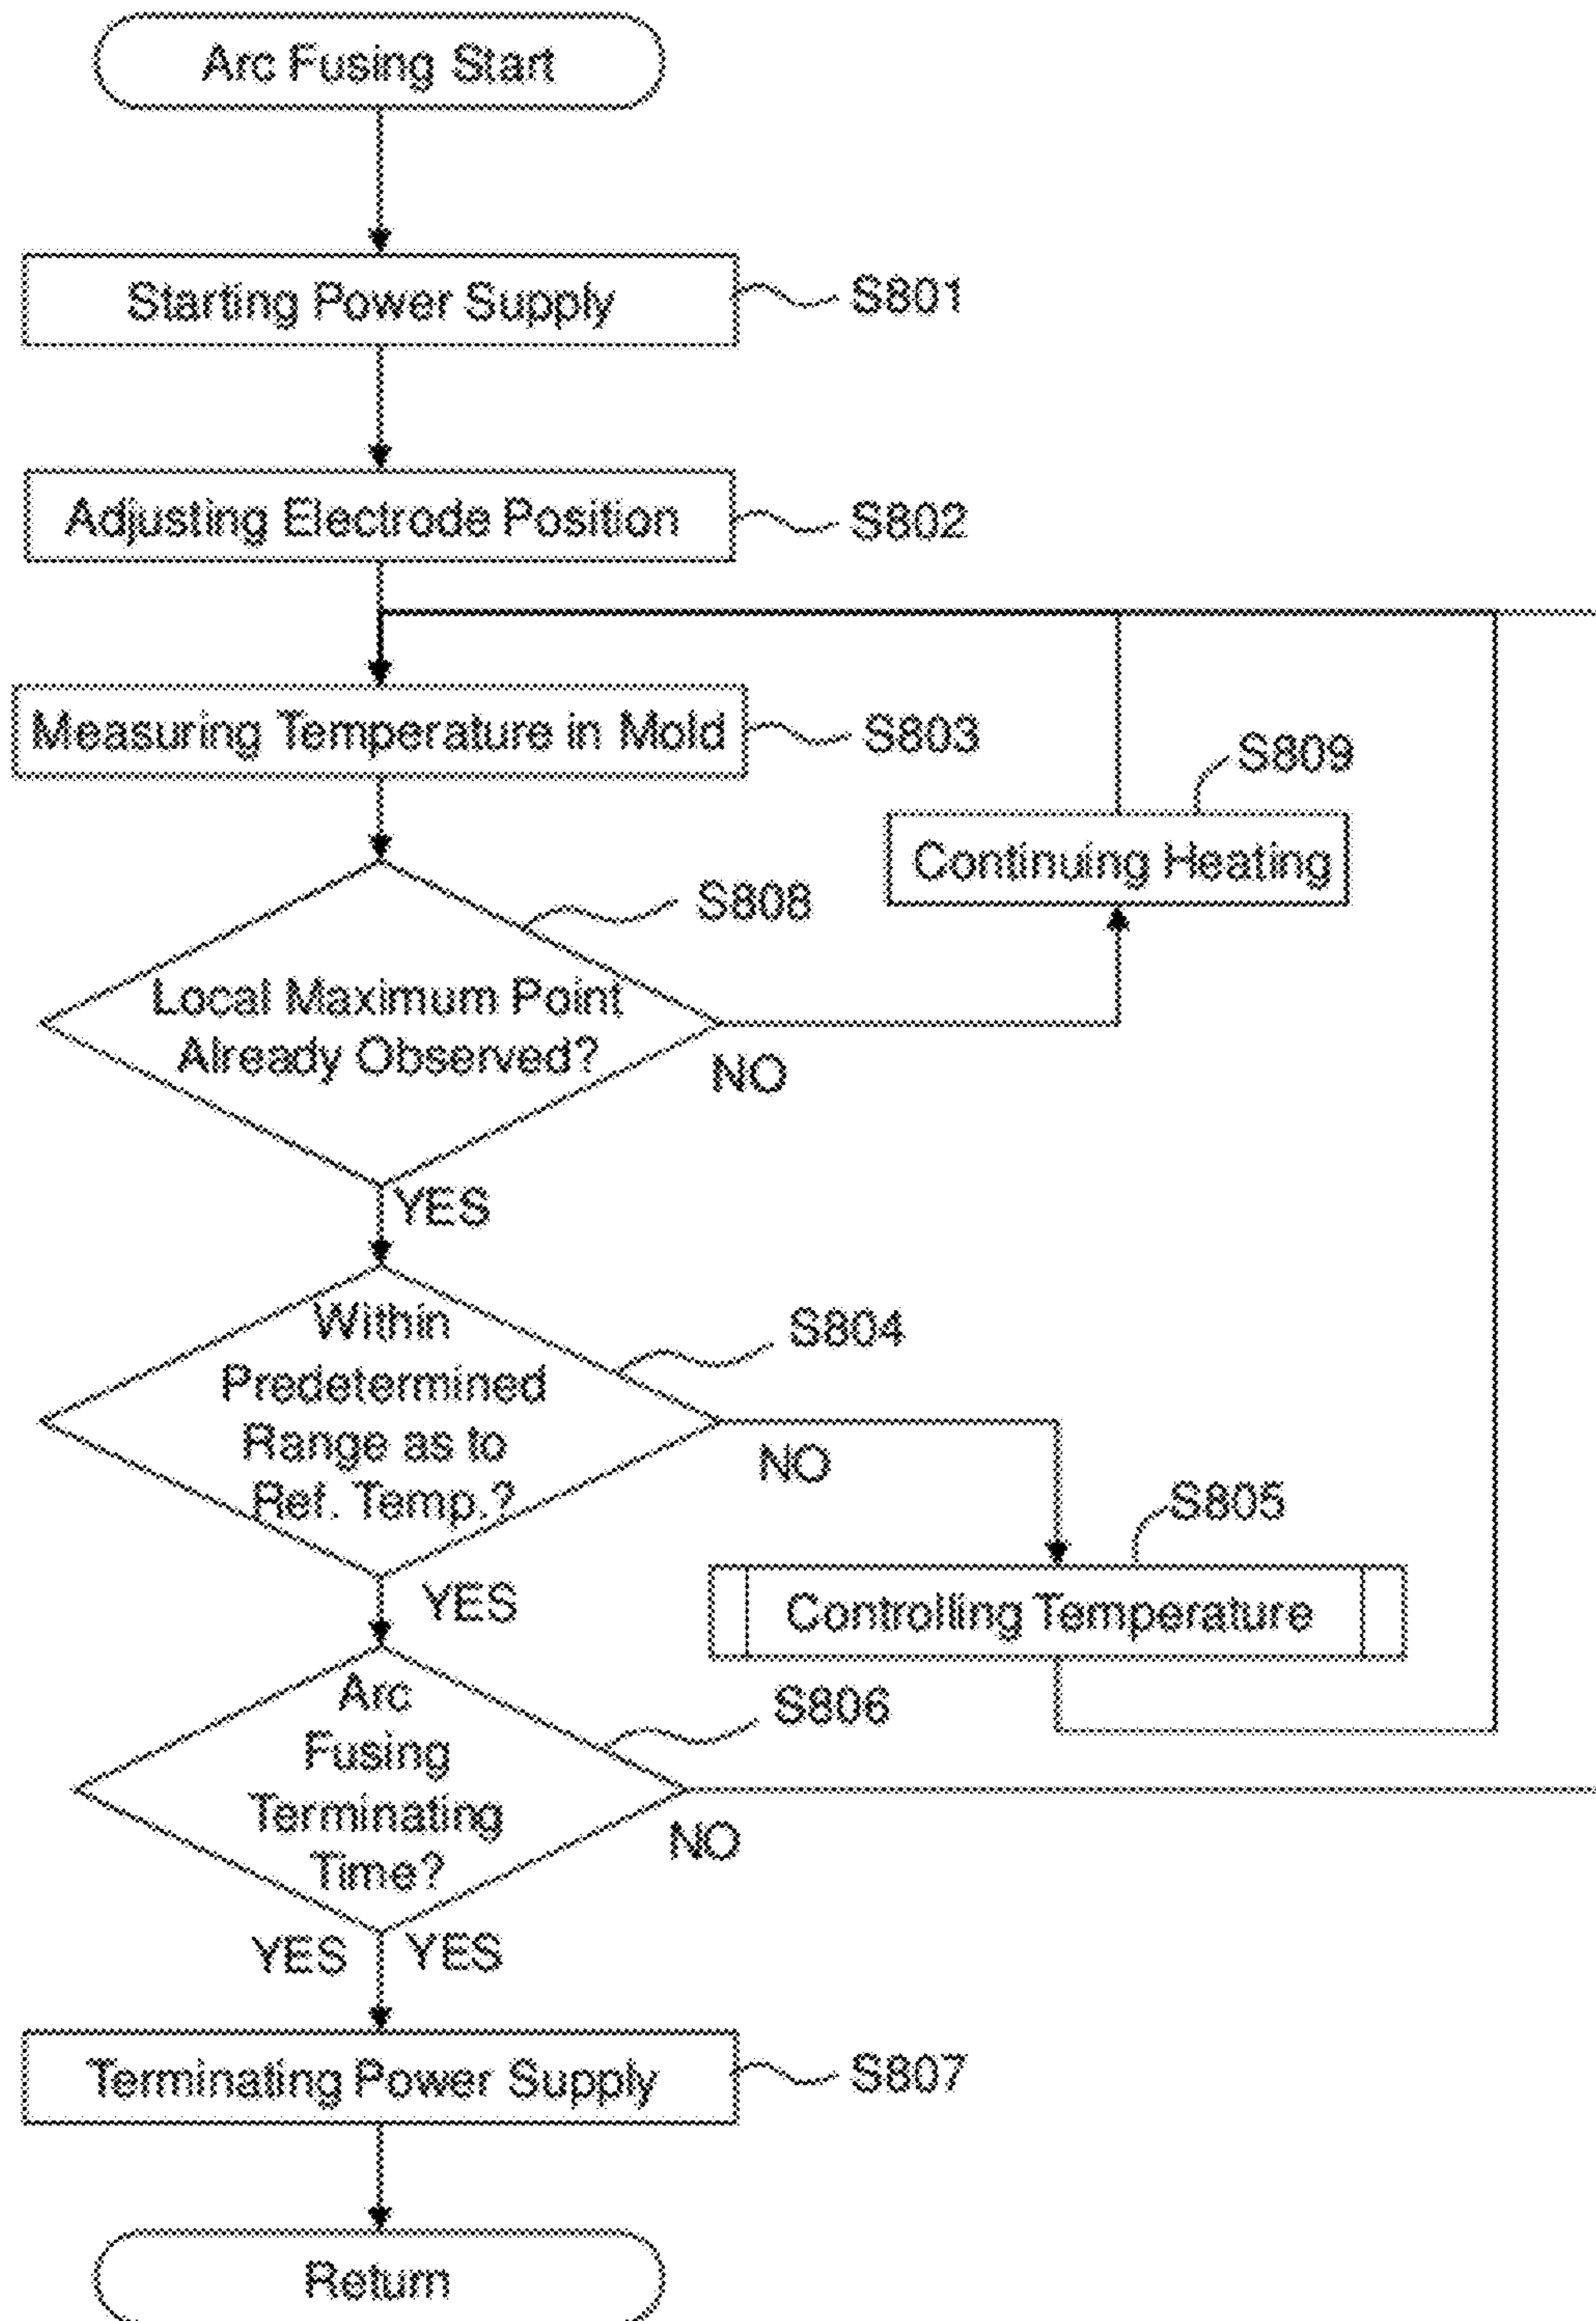 Arc Fusing Start
Starting Power Supply
S801
Adjusting Electrode Position
S802
Measuring Temperature in Mold
S803
S809
Continuing Heating
S808
Local Maximum Point
Already Observed?
NO
YES
S804
Within
Predetermined
Range as to
Ref. Temp.?
NO
S805
Controlling Temperature
YES
S806
Arc
Fusing
Terminating
Time?
NO
YES YES
Terminating Power Supply
S807
Return